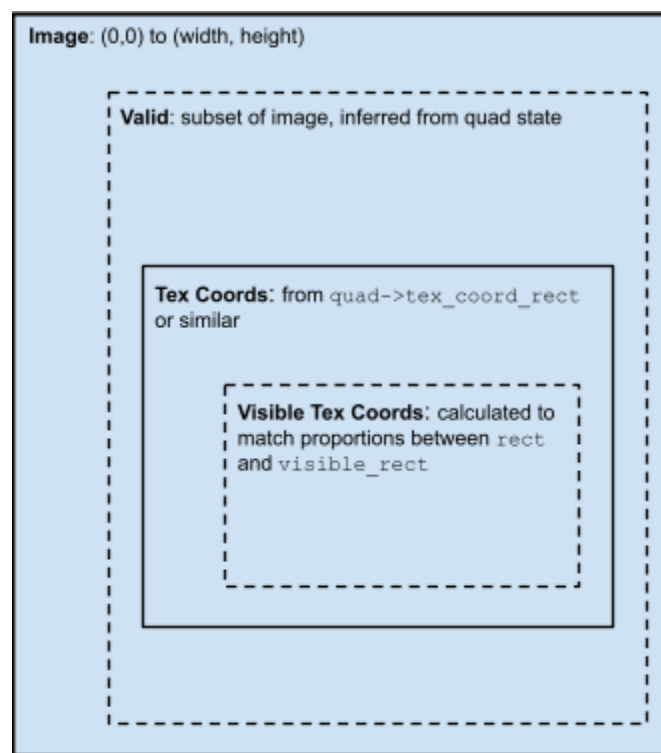 Image: (0,0) to (width, height)
Valid: subset of image, inferred from quad state
Tex Coords: from quad->tex_coord_rect
or similar
Visible Tex Coords: calculated to
match proportions between rect
and visible_rect